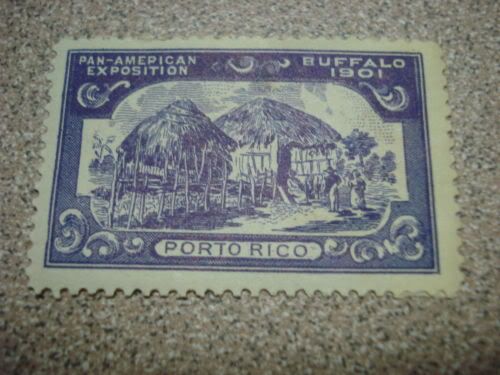 PAN-AMERICAN
EXPOSITION
BUFFALO
1901
PORTO RICO